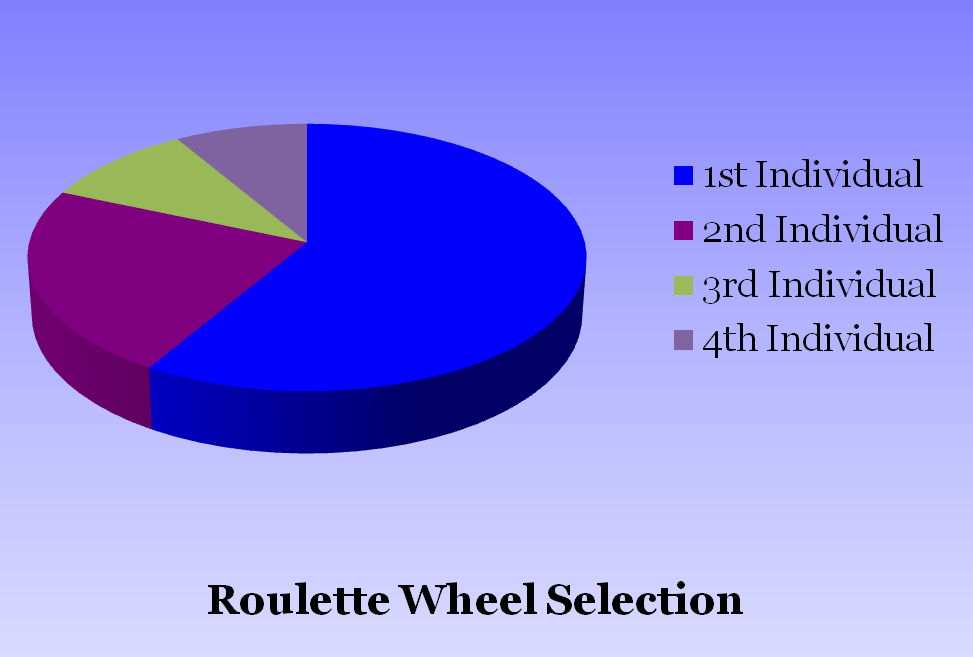 1st Individual
2nd Individual
3rd Individual
4th Individual
Roulette Wheel Selection